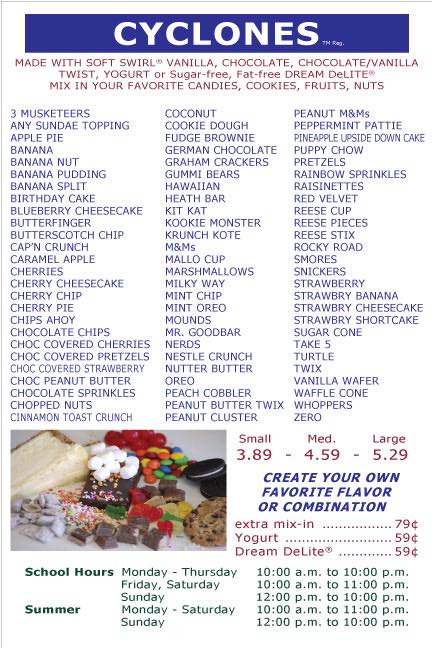 CYCLONES TM Reg.
MADE WITH SOFT SWIRL® VANILLA, CHOCOLATE, CHOCOLATE/VANILLA
TWIST, YOGURT or Sugar-free, Fat-free DREAM DeLITE®
MIX IN YOUR FAVORITE CANDIES, COOKIES, FRUITS, NUTS
3 MUSKETEERS
ANY SUNDAE TOPPING
APPLE PIE
BANANA
BANANA NUT
BANANA PUDDING
BANANA SPLIT
BIRTHDAY CAKE
BLUEBERRY CHEESECAKE
BUTTERFINGER
BUTTERSCOTCH CHIP
CAP'N CRUNCH
CARAMEL APPLE
CHERRIES
CHERRY CHEESECAKE
CHERRY CHIP
CHERRY PIE
CHIPS AHOY
CHOCOLATE CHIPS
CHOC COVERED CHERRIES
CHOC COVERED PRETZELS
CHOC COVERED STRAWBERRY
CHOC PEANUT BUTTER
CHOCOLATE SPRINKLES
CHOPPED NUTS
CINNAMON TOAST CRUNCH
COCONUT
COOKIE DOUGH
FUDGE BROWNIE
GERMAN CHOCOLATE
GRAHAM CRACKERS
GUMMI BEARS
HAWAIIAN
HEATH BAR
KIT KAT
KOOKIE MONSTER
KRUNCH KOTE
M&Ms
MALLO CUP
MARSHMALLOWS
MILKY WAY
MINT CHIP
MINT OREO
MOUNDS
MR. GOODBAR
NERDS
NESTLE CRUNCH
NUTTER BUTTER
OREO
PEACH COBBLER
PEANUT BUTTER TWIX
PEANUT CLUSTER
PEANUT M&Ms
PEPPERMINT PATTIE
PINEAPPLE UPSIDE DOWN CAKE
PUPPY CHOW
PRETZELS
RAINBOW SPRINKLES
RAISINETTES
RED VELVET
REESE CUP
REESE PIECES
REESE STIX
ROCKY ROAD
SMORES
SNICKERS
STRAWBERRY
STRAWBRY BANANA
STRAWBRY CHEESECAKE
STRAWBRY SHORTCAKE
SUGAR CONE
TAKE 5
TURTLE
TWIX
VANILLA WAFER
WAFFLE CONE
WHOPPERS
ZERO
Small Med. Large
3.89 - 4.59 - 5.29
CREATE YOUR OWN
FAVORITE FLAVOR
OR COMBINATION
extra mix-in ................. 79¢
Yogurt .......................... 59¢
Dream DeLite® ............. 59¢
School Hours Monday - Thursday 10:00 a.m. to 10:00 p.m.
Friday, Saturday 10:00 a.m. to 11:00 p.m.
Sunday 12:00 p.m. to 10:00 p.m.
Summer Monday - Saturday 10:00 a.m. to 11:00 p.m.
Sunday 12:00 p.m. to 10:00 p.m.